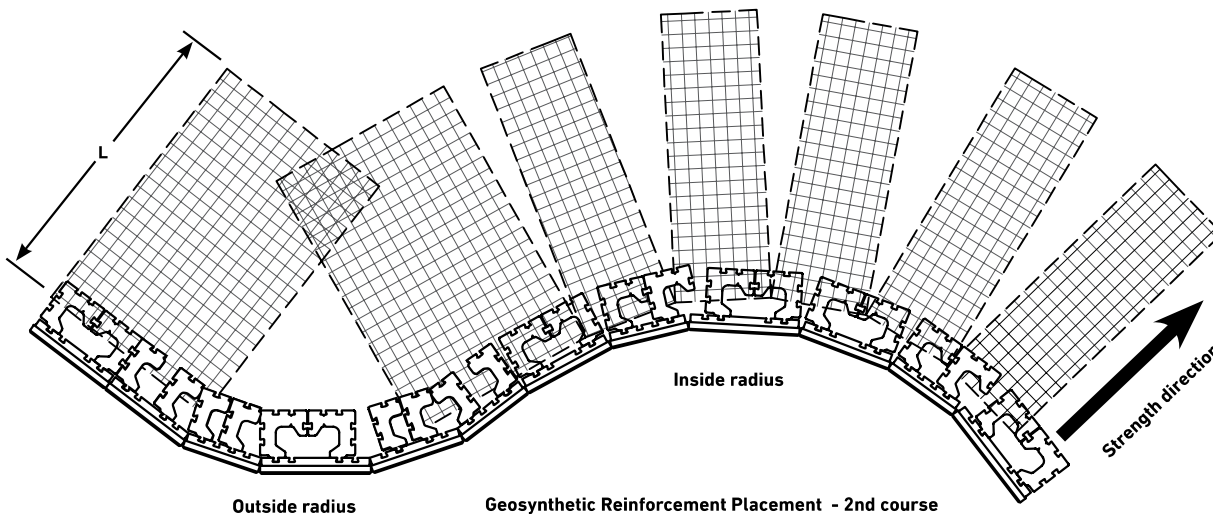 L
Inside radius
Strength direction
Outside radius
Geosynthetic Reinforcement Placement - 2nd course